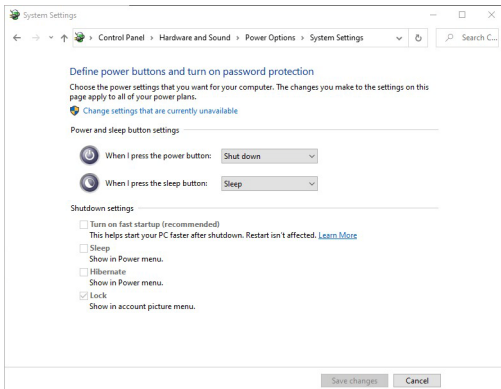 System Settings
Control Panel > Hardware and Sound > Power Options > System Settings
Search C...
Define power buttons and turn on password protection
Choose the power settings that you want for your computer. The changes you make to the settings on this
page apply to all of your power plans.
Change settings that are currently unavailable
Power and sleep button settings
When I press the power button: Shut down
When I press the sleep button: Sleep
Shutdown settings
Turn on fast startup (recommended)
This helps start your PC faster after shutdown. Restart isn't affected. Learn More
Sleep
Show in Power menu.
Hibernate
Show in Power menu.
Lock
Show in account picture menu.
Save changes Cancel